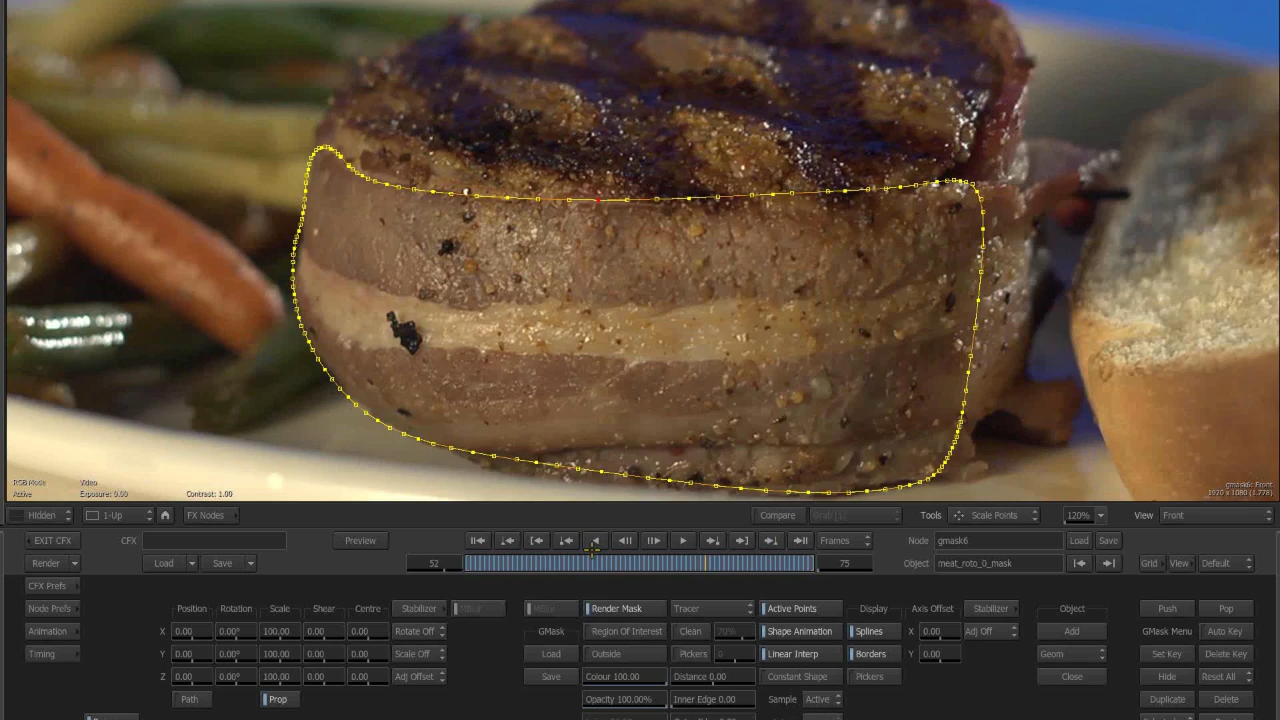 RGB Mode Video
Active Exposure: 0.00 Contrast: 1.00
gmask6: Front
1920 x 1080 (1.778)
Hidden 1-Up FX Nodes Compare Grab [1] Tools Scale Points 120% View Front
EXIT CFX CFX Preview Frames Node gmask6 Load Save
Render Load Save 52 75 Object meat_roto_0_mask Grid View Default
CFX Prefs
Node Prefs Position Rotation Scale Shear Centre Stabilizer MBlur MBlur Render Mask Tracer Active Points Display Axis Offset Stabilizer Object Push Pop
Animation X 0.00 0.00° 100.00 0.00 0.00 Rotate Off GMask Region Of Interest Clean 70% Shape Animation Splines X 0.00 Adj Off Add GMask Menu Auto Key
Timing Y 0.00 0.00° 100.00 0.00 0.00 Scale Off Load Outside Pickers 0 Linear Interp Borders Y 0.00 Geom Set Key Delete Key
Z 0.00 0.00° 100.00 0.00 0.00 Adj Offset Save Colour 100.00 Distance 0.00 Constant Shape Pickers Close Hide Reset All
Path Prop Opacity 100.00% Inner Edge 0.00 Sample Active Duplicate Delete